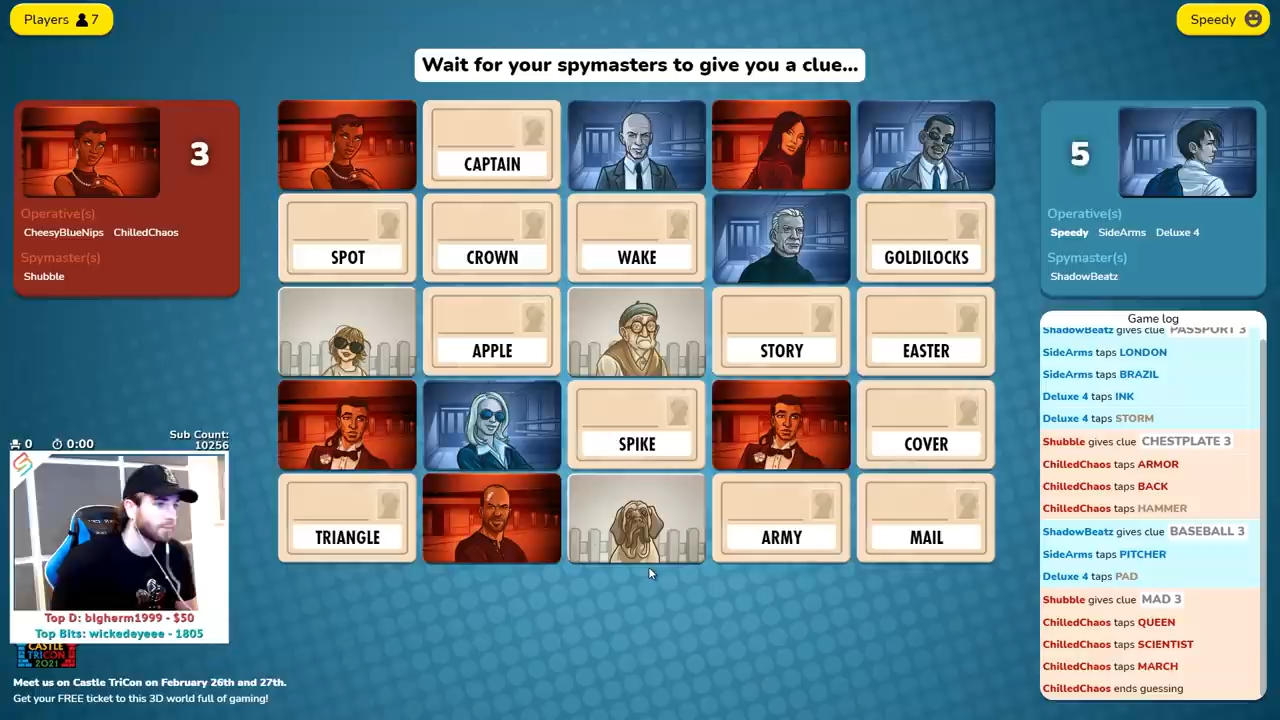 Players 7
Speedy
Wait for your spymasters to give you a clue...
3
Operative(s)
CheesyBlueNips ChilledChaos
Spymaster(s)
Shubble
CAPTAIN
SPOT
CROWN
WAKE
GOLDILOCKS
APPLE
STORY
EASTER
SPIKE
COVER
TRIANGLE
ARMY
MAIL
5
Operative(s)
Speedy SideArms Deluxe 4
Spymaster(s)
ShadowBeatz
Game log
ShadowBeatz gives clue PASSPORT 3
SideArms taps LONDON
SideArms taps BRAZIL
Deluxe 4 taps INK
Deluxe 4 taps STORM
Shubble gives clue CHESTPLATE 3
ChilledChaos taps ARMOR
ChilledChaos taps BACK
ChilledChaos taps HAMMER
ShadowBeatz gives clue BASEBALL 3
SideArms taps PITCHER
Deluxe 4 taps PAD
Shubble gives clue MAD 3
ChilledChaos taps QUEEN
ChilledChaos taps SCIENTIST
ChilledChaos taps MARCH
ChilledChaos ends guessing
0 0:00
Sub Count:
10256
Top D: bigherm1999 - $50
Top Bits: wickedyeee - 1805
CASTLE
TRICON
2021
Meet us on Castle TriCon on February 26th and 27th.
Get your FREE ticket to this 3D world full of gaming!